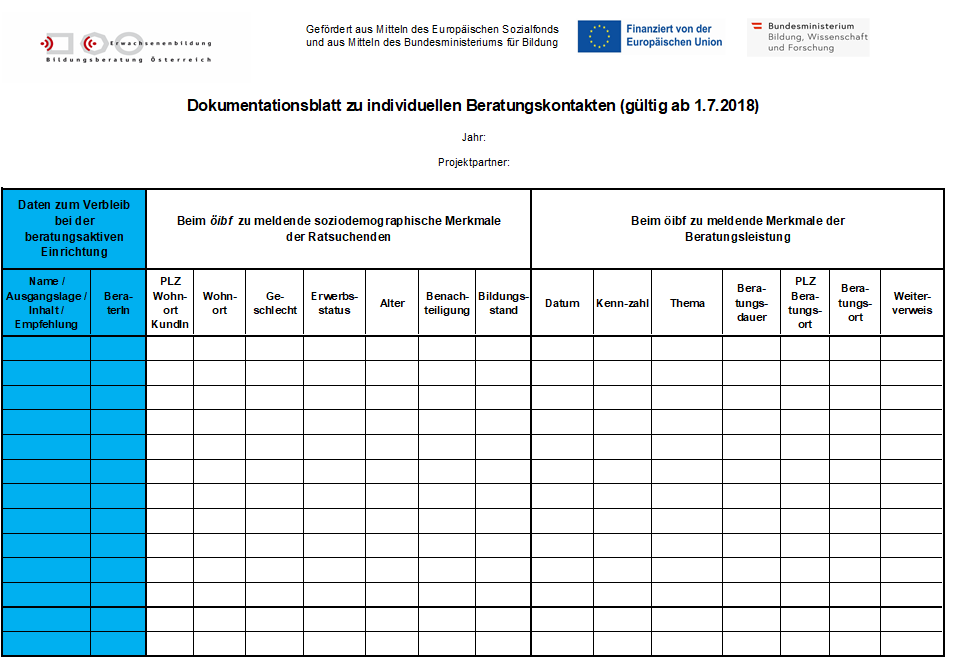 Erwachsenenbildung
Bildungsberatung Österreich
Gefördert aus Mitteln des Europäischen Sozialfonds
und aus Mitteln des Bundesministeriums für Bildung
Finanziert von der
Europäischen Union
Bundesministerium
Bildung, Wissenschaft
und Forschung
Dokumentationsblatt zu individuellen Beratungskontakten (gültig ab 1.7.2018)
Jahr:
Projektpartner:
Daten zum Verbleib
bei der
beratungsaktiven
Einrichtung
Beim öibf zu meldende soziodemographische Merkmale
der Ratsuchenden
Beim öibf zu meldende Merkmale der
Beratungsleistung
Name /
Ausgangslage /
Inhalt /
Empfehlung
Bera-
terIn
PLZ
Wohn-
ort
KundIn
Wohn-
ort
Ge-
schlecht
Erwerbs-
status
Alter
Benach-
teiligung
Bildungs-
stand
Datum
Kenn-zahl
Thema
Bera-
tungs-
dauer
PLZ
Bera-
tungs-
ort
Bera-
tungs-
ort
Weiter-
verweis